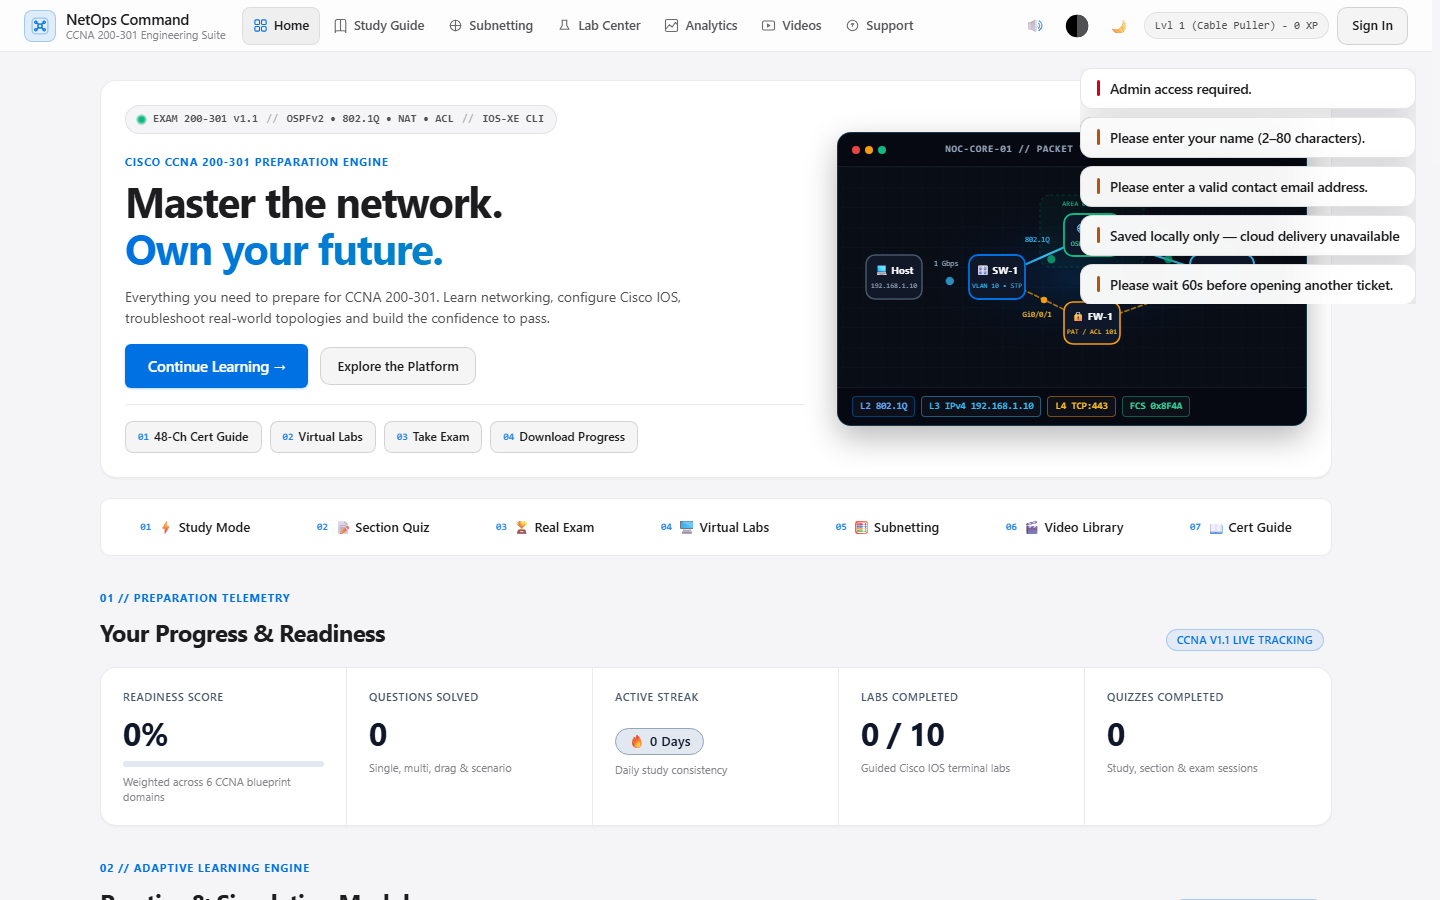 NetOps Command
CCNA 200-301 Engineering Suite
Home
Study Guide
Subnetting
Lab Center
Analytics
Videos
Support
Lvl 1 (Cable Puller) - 0 XP
Sign In
Admin access required.
Please enter your name (2–80 characters).
Please enter a valid contact email address.
Saved locally only — cloud delivery unavailable
Please wait 60s before opening another ticket.
EXAM 200-301 v1.1 // OSPFv2 • 802.1Q • NAT • ACL // IOS-XE CLI
CISCO CCNA 200-301 PREPARATION ENGINE
Master the network.
Own your future.
Everything you need to prepare for CCNA 200-301. Learn networking, configure Cisco IOS,
troubleshoot real-world topologies and build the confidence to pass.
Continue Learning →
Explore the Platform
01 48-Ch Cert Guide
02 Virtual Labs
03 Take Exam
04 Download Progress
NOC-CORE-01 // PACKET
AREA
802.1Q
Host
192.168.1.10
1 Gbps
SW-1
VLAN 10 • STP
Gi0/0/1
FW-1
PAT / ACL 101
L2 802.1Q
L3 IPv4 192.168.1.10
L4 TCP:443
FCS 0x8F4A
01 Study Mode
02 Section Quiz
03 Real Exam
04 Virtual Labs
05 Subnetting
06 Video Library
07 Cert Guide
01 // PREPARATION TELEMETRY
Your Progress & Readiness
CCNA V1.1 LIVE TRACKING
READINESS SCORE
0%
Weighted across 6 CCNA blueprint
domains
QUESTIONS SOLVED
0
Single, multi, drag & scenario
ACTIVE STREAK
0 Days
Daily study consistency
LABS COMPLETED
0 / 10
Guided Cisco IOS terminal labs
QUIZZES COMPLETED
0
Study, section & exam sessions
02 // ADAPTIVE LEARNING ENGINE